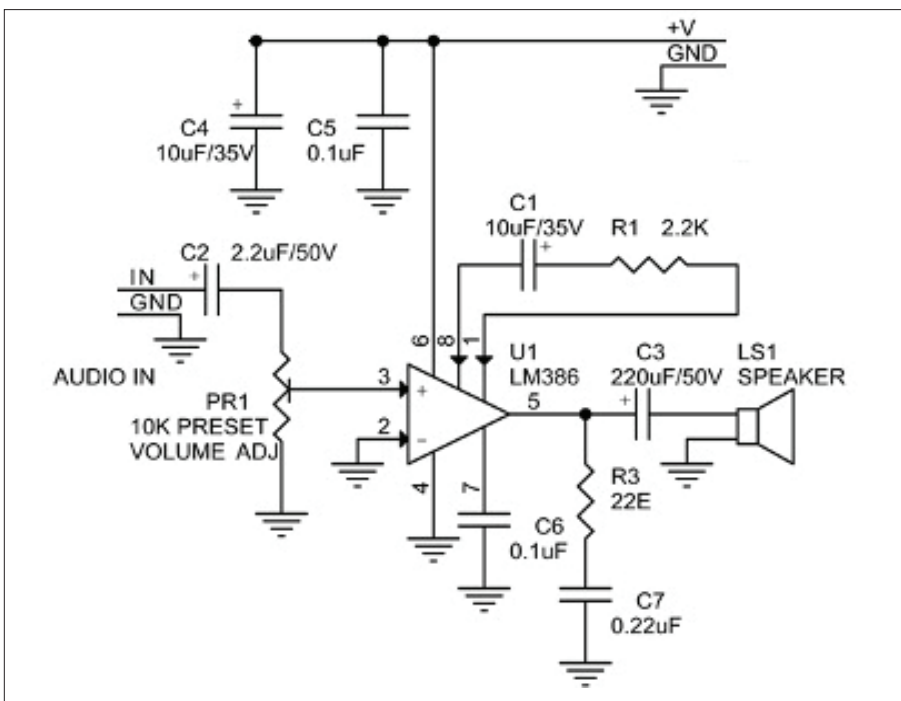 +V
GND
C4
10uF/35V
C5
0.1uF
C1
10uF/35V
R1 2.2K
C2 2.2uF/50V
IN
GND
AUDIO IN
PR1
10K PRESET
VOLUME ADJ
6
8
1
3
+
2
-
4
7
U1
LM386
5
C3
220uF/50V
LS1
SPEAKER
R3
22E
C6
0.1uF
C7
0.22uF